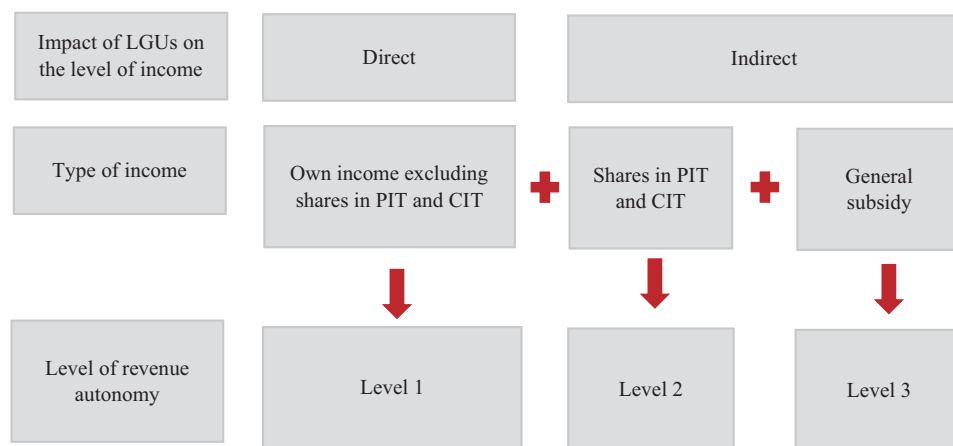 Impact of LGUs on
the level of income
Direct
Indirect
Type of income
Own income excluding
shares in PIT and CIT
Shares in PIT
and CIT
General
subsidy
Level of revenue
autonomy
Level 1
Level 2
Level 3